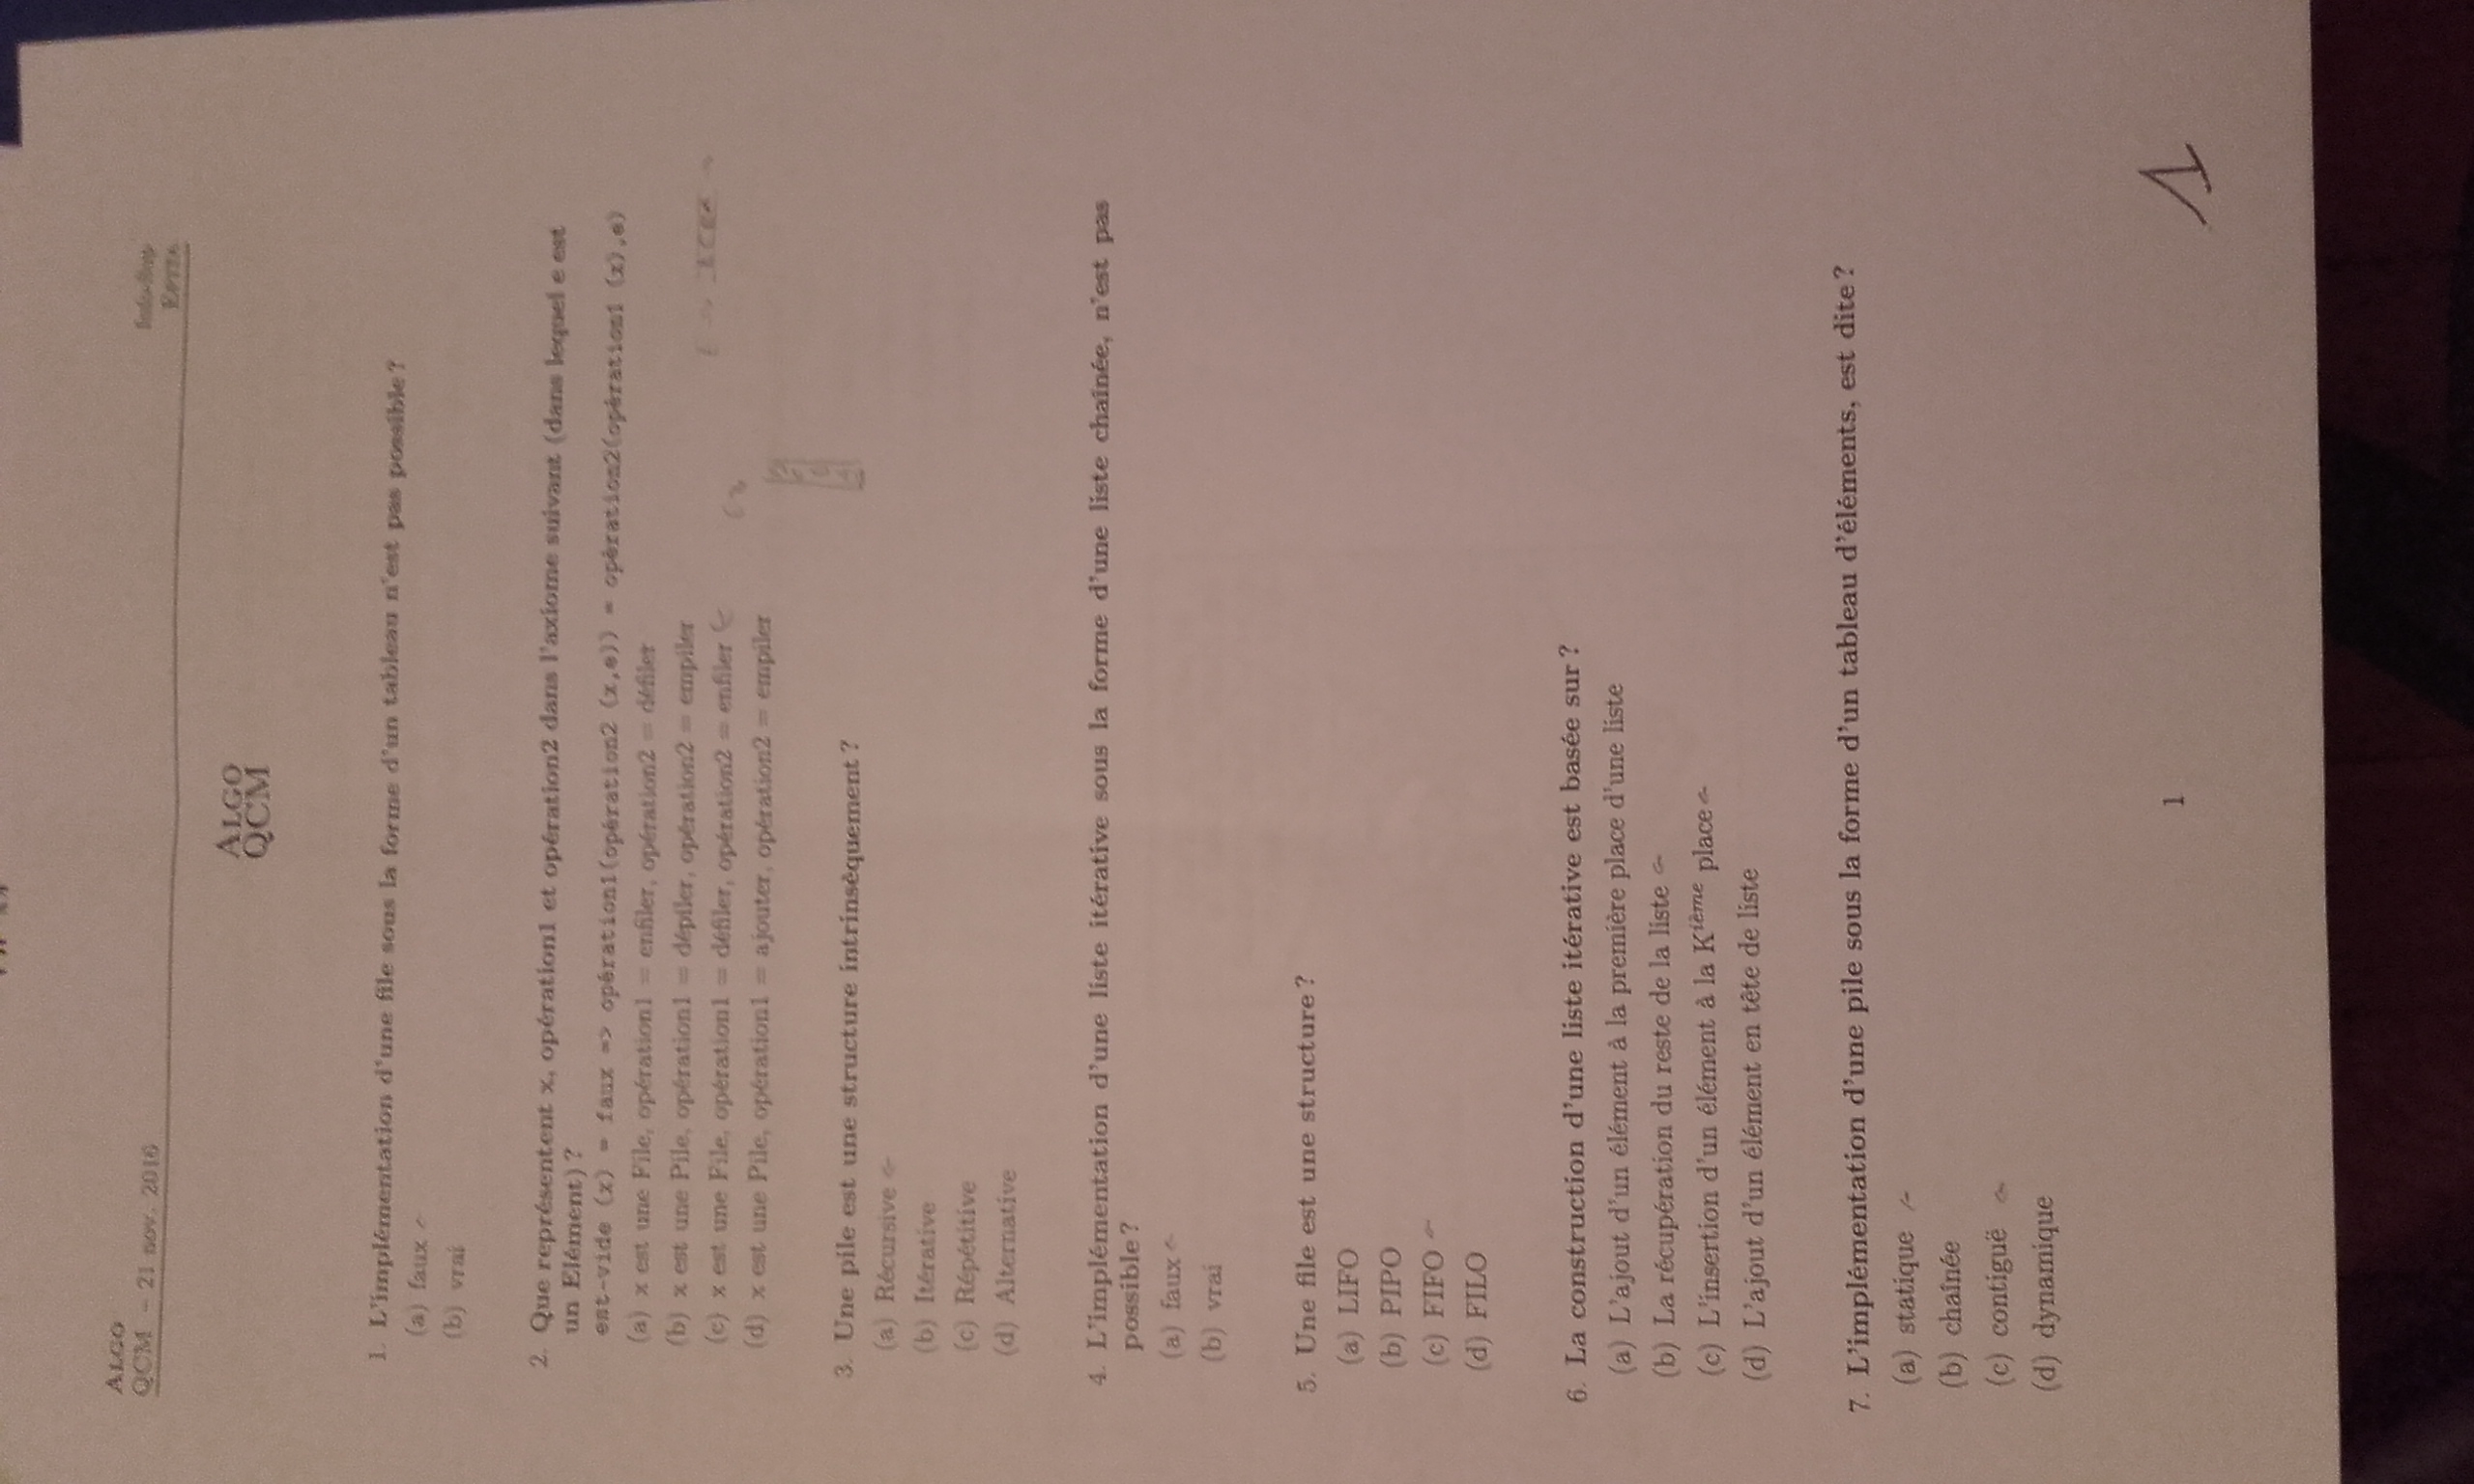 ALGO
QCM – 21 nov. 2016
Info-Sup
EPITA
ALGO
QCM
1. L'implémentation d'une file sous la forme d'un tableau n'est pas possible ?
(a) faux
(b) vrai
2. Que représentent x, opération1 et opération2 dans l'axiome suivant (dans lequel e est
un Elément) ?
est-vide (x) = faux => opération1(opération2 (x,e)) = opération2(opération1 (x),e)
(a) x est une File, opération1 = enfiler, opération2 = défiler
(b) x est une Pile, opération1 = dépiler, opération2 = empiler
(c) x est une File, opération1 = défiler, opération2 = enfiler
(d) x est une Pile, opération1 = ajouter, opération2 = empiler
3. Une pile est une structure intrinsèquement ?
(a) Récursive
(b) Itérative
(c) Répétitive
(d) Alternative
4. L'implémentation d'une liste itérative sous la forme d'une liste chaînée, n'est pas
possible ?
(a) faux
(b) vrai
5. Une file est une structure ?
(a) LIFO
(b) PIPO
(c) FIFO
(d) FILO
6. La construction d'une liste itérative est basée sur ?
(a) L'ajout d'un élément à la première place d'une liste
(b) La récupération du reste de la liste
(c) L'insertion d'un élément à la Kième place
(d) L'ajout d'un élément en tête de liste
7. L'implémentation d'une pile sous la forme d'un tableau d'éléments, est dite ?
(a) statique
(b) chaînée
(c) contiguë
(d) dynamique
1
1